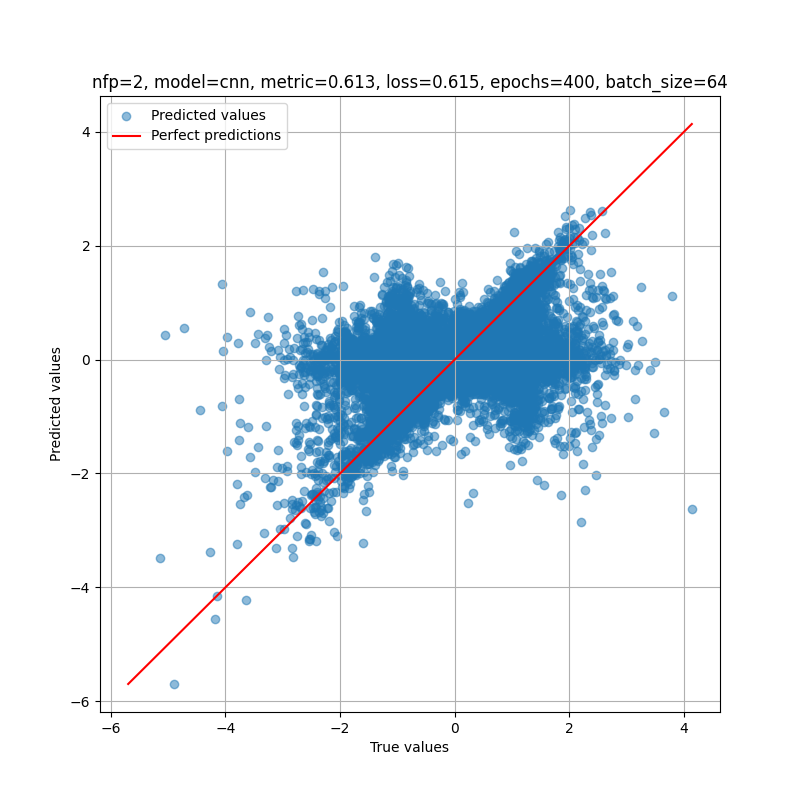 nfp=2, model=cnn, metric=0.613, loss=0.615, epochs=400, batch_size=64
Predicted values
Perfect predictions
4
2
0
−2
−4
−6
Predicted values
−6
−4
−2
0
2
4
True values